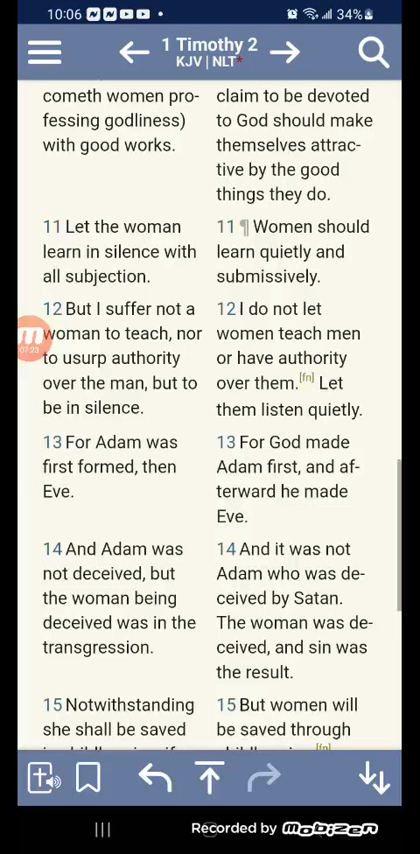 10:06
34%
1 Timothy 2
KJV | NLT*
cometh women pro-
fessing godliness)
with good works.
claim to be devoted
to God should make
themselves attrac-
tive by the good
things they do.
11 Let the woman
learn in silence with
all subjection.
11 ¶ Women should
learn quietly and
submissively.
12 But I suffer not a
woman to teach, nor
to usurp authority
over the man, but to
be in silence.
12 I do not let
women teach men
or have authority
over them.[fn] Let
them listen quietly.
13 For Adam was
first formed, then
Eve.
13 For God made
Adam first, and af-
terward he made
Eve.
14 And Adam was
not deceived, but
the woman being
deceived was in the
transgression.
14 And it was not
Adam who was de-
ceived by Satan.
The woman was de-
ceived, and sin was
the result.
15 Notwithstanding
she shall be saved
15 But women will
be saved through
[fn]
07:23
Recorded by Mobizen